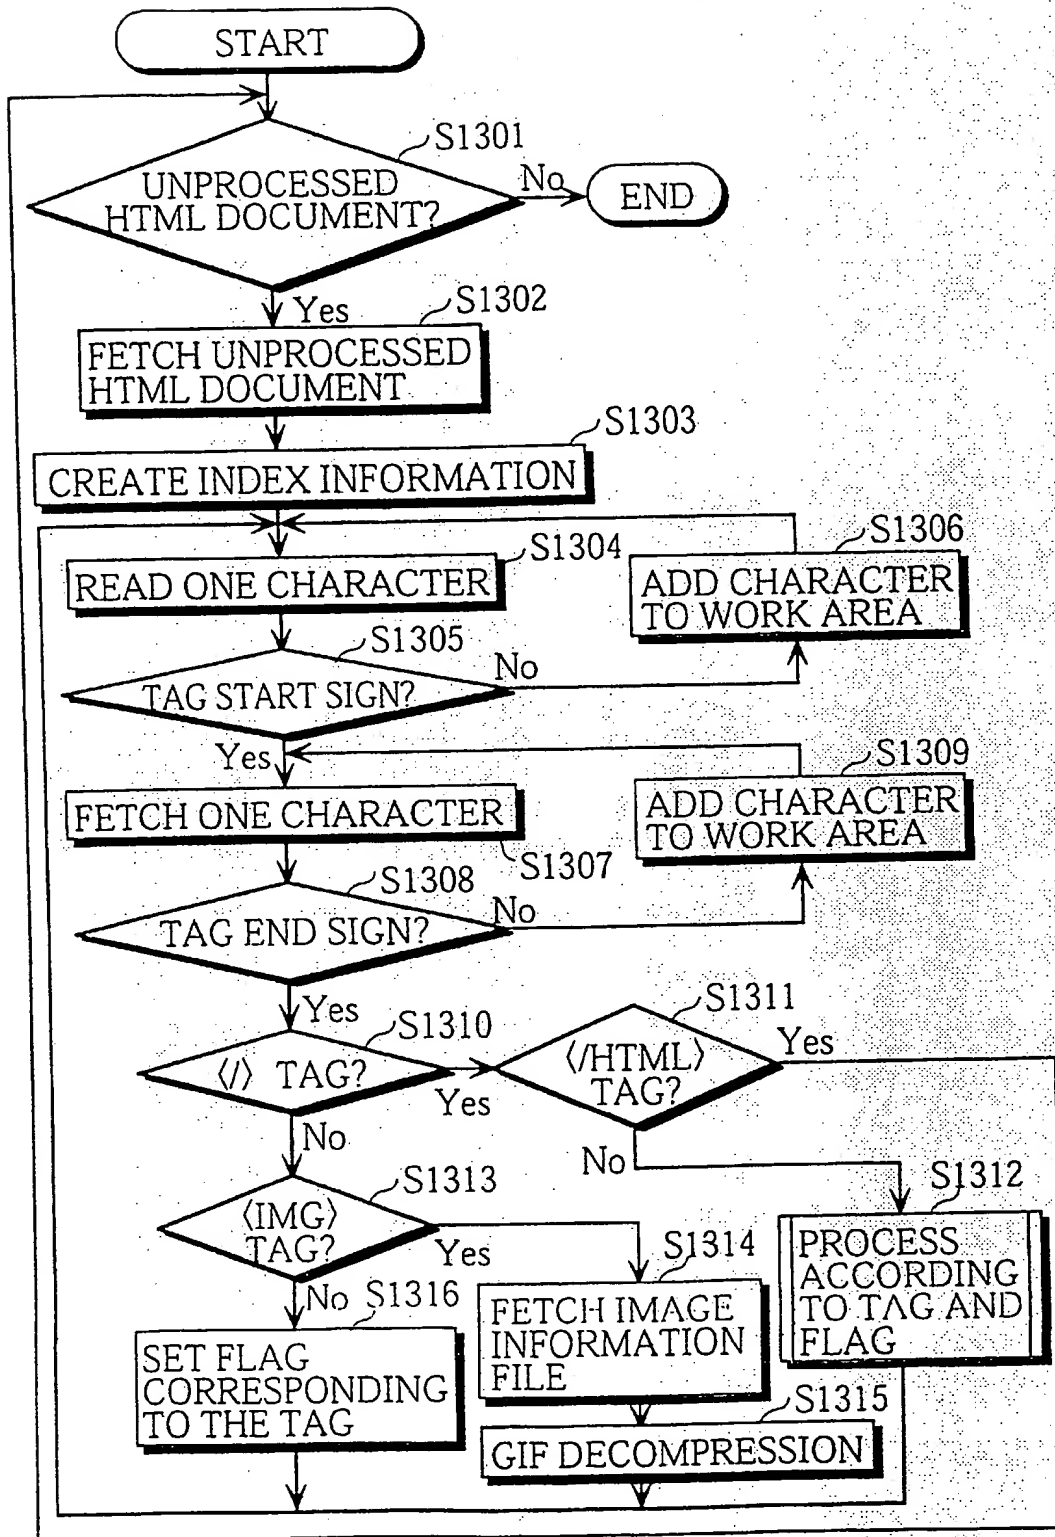 START
S1301
UNPROCESSED
HTML DOCUMENT?
No
END
Yes
S1302
FETCH UNPROCESSED
HTML DOCUMENT
S1303
CREATE INDEX INFORMATION
S1304
READ ONE CHARACTER
S1306
ADD CHARACTER
TO WORK AREA
S1305
TAG START SIGN?
No
Yes
FETCH ONE CHARACTER
S1307
S1309
ADD CHARACTER
TO WORK AREA
S1308
TAG END SIGN?
No
Yes
S1310
⟨/⟩ TAG?
Yes
S1311
⟨/HTML⟩
TAG?
Yes
No
No
S1313
⟨IMG⟩
TAG?
Yes
S1312
PROCESS
ACCORDING
TO TAG AND
FLAG
S1314
FETCH IMAGE
INFORMATION
FILE
No
S1316
SET FLAG
CORRESPONDING
TO THE TAG
S1315
GIF DECOMPRESSION